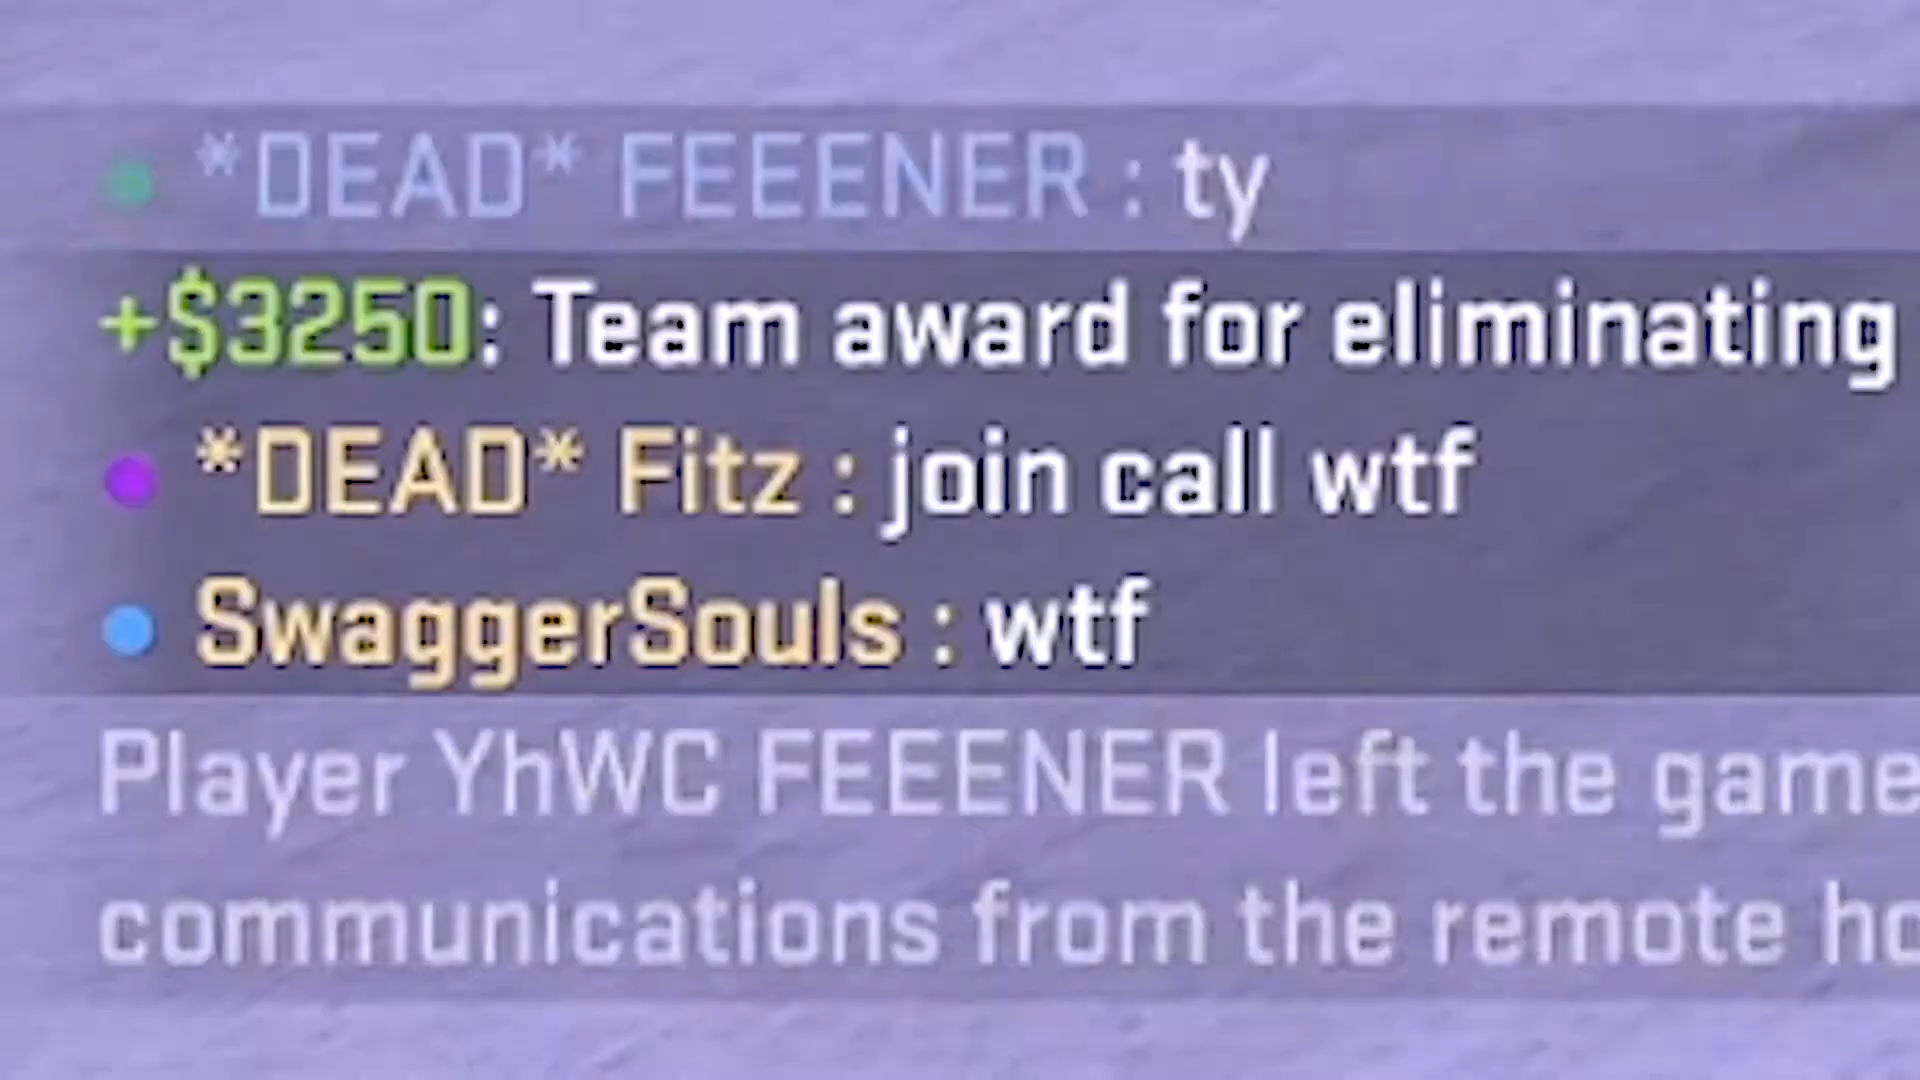 *DEAD* FEEENER : ty
+$3250: Team award for eliminating
*DEAD* Fitz : join call wtf
SwaggerSouls : wtf
Player YhWC FEEENER left the game
communications from the remote ho